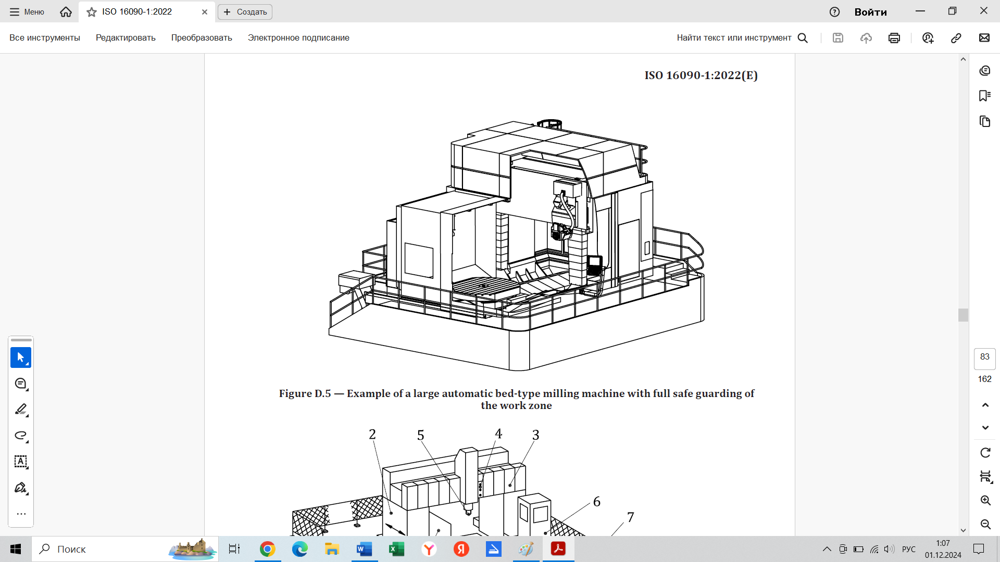 Меню
ISO 16090-1:2022
Создать
Войти
Все инструменты
Редактировать
Преобразовать
Электронное подписание
Найти текст или инструмент
ISO 16090-1:2022(E)
Figure D.5 — Example of a large automatic bed-type milling machine with full safe guarding of
the work zone
2
5
4
3
6
7
83
162
Поиск
РУС
1:07
01.12.2024